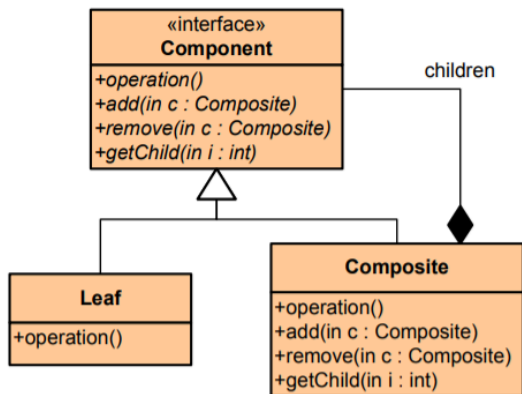 «interface»
Component
+operation()
+add(in c : Composite)
+remove(in c : Composite)
+getChild(in i : int)
children
Leaf
+operation()
Composite
+operation()
+add(in c : Composite)
+remove(in c : Composite)
+getChild(in i : int)